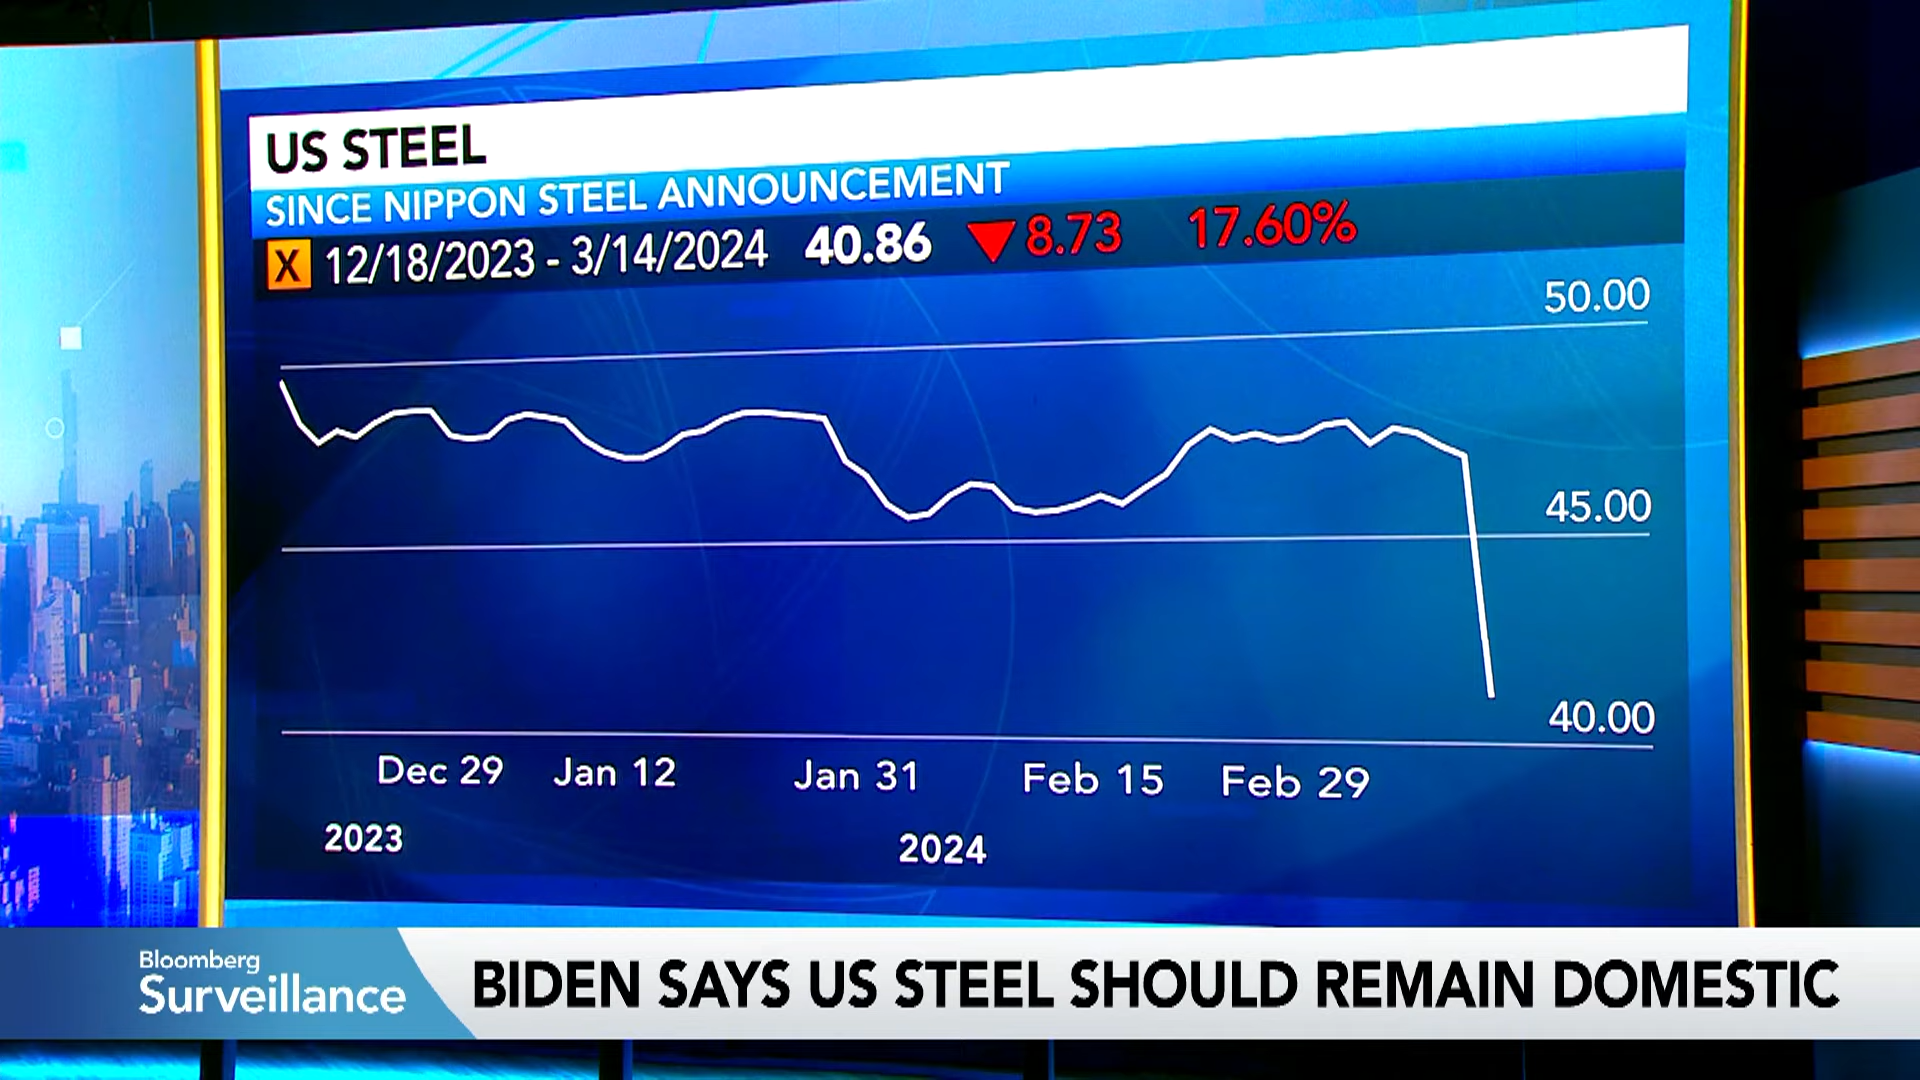 US STEEL
SINCE NIPPON STEEL ANNOUNCEMENT
X 12/18/2023 - 3/14/2024 40.86 ▼8.73 17.60%
50.00
45.00
40.00
Dec 29 Jan 12 Jan 31 Feb 15 Feb 29
2023 2024
Bloomberg
Surveillance
BIDEN SAYS US STEEL SHOULD REMAIN DOMESTIC